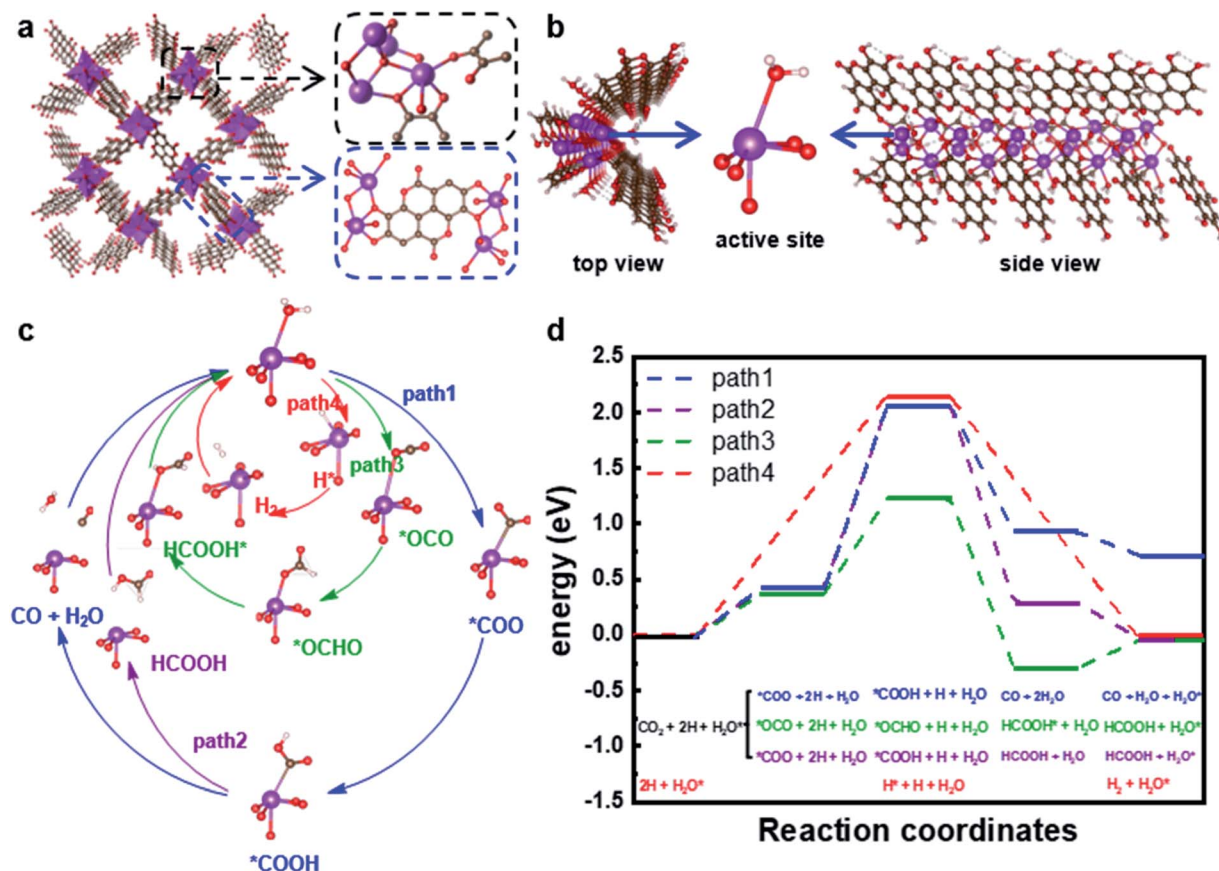 a
b
top view
active site
side view
c
path1
path4
path3
H*
H₂
*OCO
HCOOH*
*OCHO
*COO
CO + H₂O
HCOOH
path2
*COOH
d
energy (eV)
2.5
2.0
1.5
1.0
0.5
0.0
-0.5
-1.0
-1.5
path1
path2
path3
path4
*COO + 2H + H₂O *COOH + H + H₂O CO + 2H₂O CO + H₂O + H₂O*
CO₂ + 2H + H₂O* *OCO + 2H + H₂O *OCHO + H + H₂O HCOOH* + H₂O HCOOH + H₂O*
*COO + 2H + H₂O *COOH + H + H₂O HCOOH + H₂O HCOOH + H₂O*
2H + H₂O* H* + H + H₂O H₂ + H₂O*
Reaction coordinates